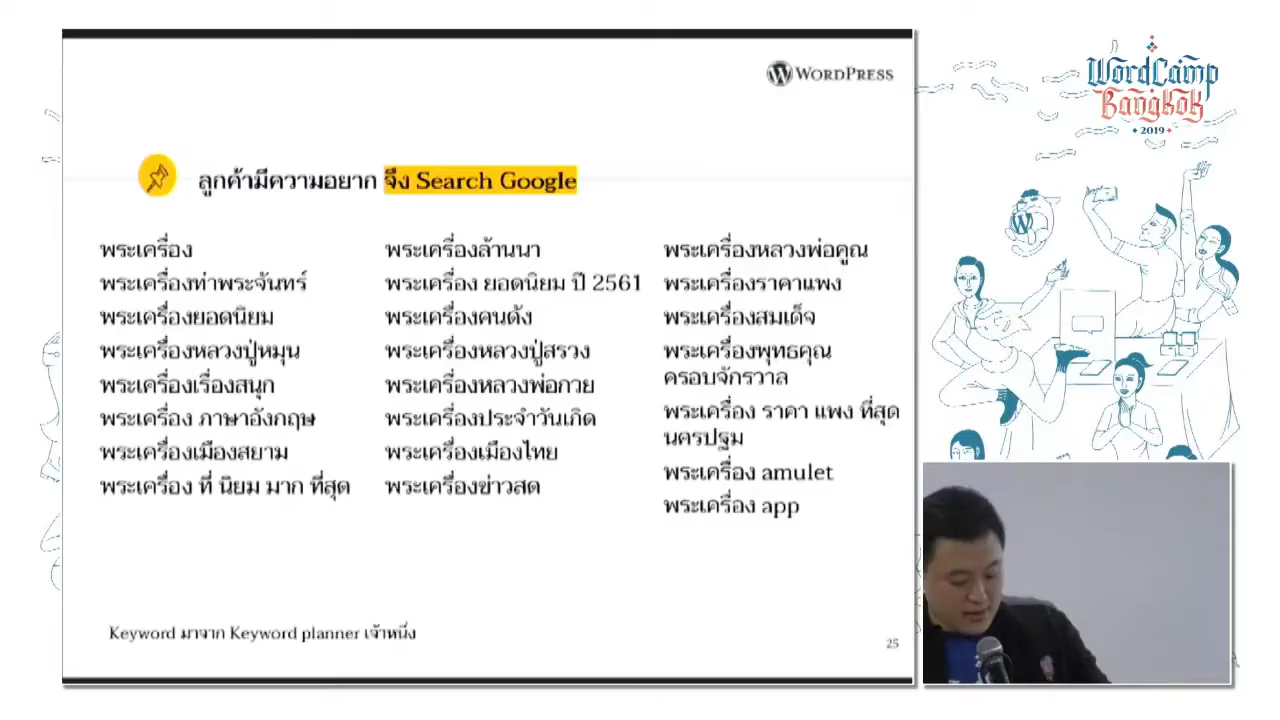 WORDPRESS
ลูกค้ามีความอยาก จึง Search Google
พระเครื่อง
พระเครื่องท่าพระจันทร์
พระเครื่องยอดนิยม
พระเครื่องหลวงปู่หมุน
พระเครื่องเรื่องสนุก
พระเครื่อง ภาษาอังกฤษ
พระเครื่องเมืองสยาม
พระเครื่อง ที่ นิยม มาก ที่สุด
พระเครื่องล้านนา
พระเครื่อง ยอดนิยม ปี 2561
พระเครื่องคนดัง
พระเครื่องหลวงปู่สรวง
พระเครื่องหลวงพ่อกวย
พระเครื่องประจําวันเกิด
พระเครื่องเมืองไทย
พระเครื่องข่าวสด
พระเครื่องหลวงพ่อคูณ
พระเครื่องราคาแพง
พระเครื่องสมเด็จ
พระเครื่องพุทธคุณ
ครอบจักรวาล
พระเครื่อง ราคา แพง ที่สุด
นครปฐม
พระเครื่อง amulet
พระเครื่อง app
Keyword มาจาก Keyword planner เจ้าหนึ่ง
25
WordCamp
Bangkok
2019